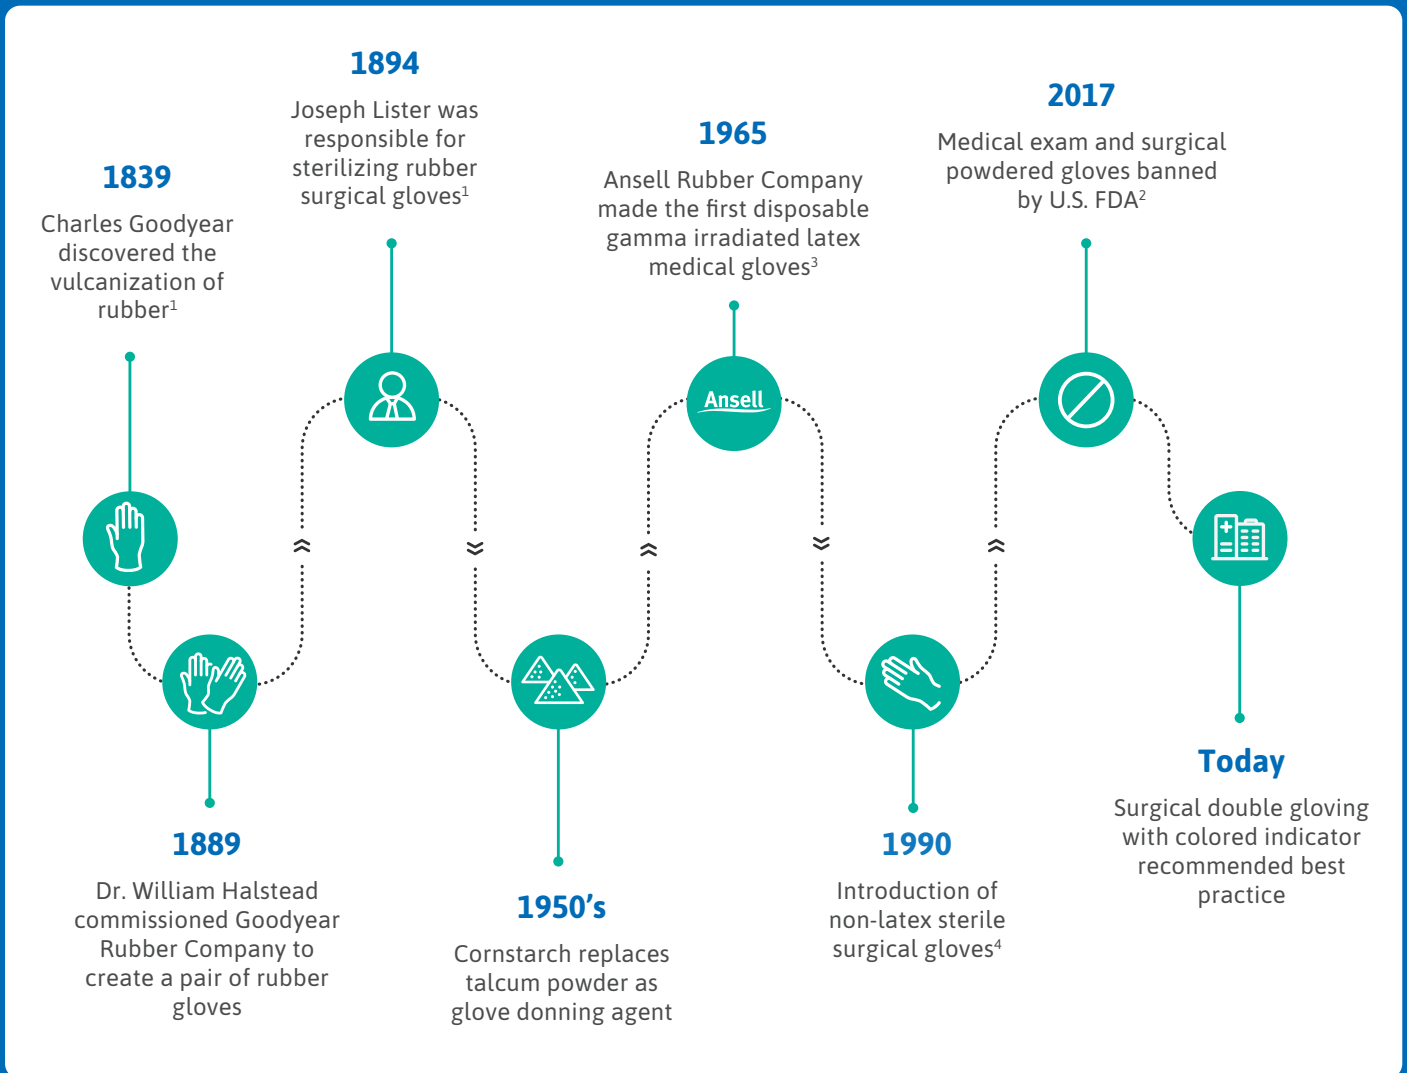 1839
Charles Goodyear
discovered the
vulcanization of
rubber¹
1889
Dr. William Halstead
commissioned Goodyear
Rubber Company to
create a pair of rubber
gloves
1894
Joseph Lister was
responsible for
sterilizing rubber
surgical gloves¹
1950's
Cornstarch replaces
talcum powder as
glove donning agent
1965
Ansell Rubber Company
made the first disposable
gamma irradiated latex
medical gloves³
Ansell
1990
Introduction of
non-latex sterile
surgical gloves⁴
2017
Medical exam and surgical
powdered gloves banned
by U.S. FDA²
Today
Surgical double gloving
with colored indicator
recommended best
practice